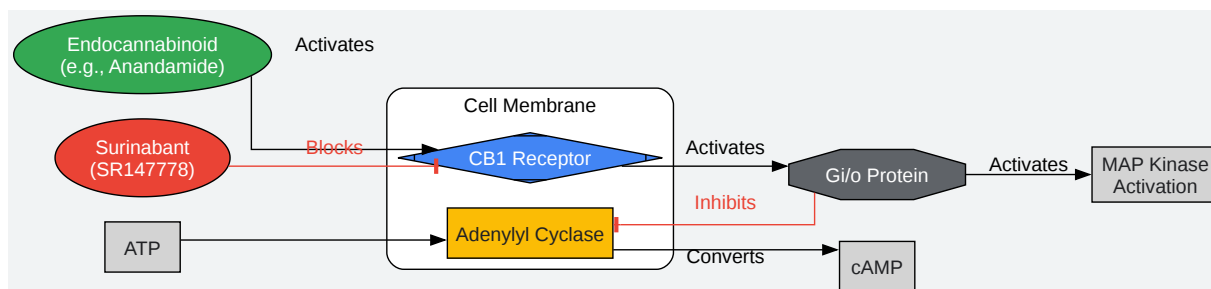 Endocannabinoid
(e.g., Anandamide)
Activates
Cell Membrane
Surinabant
(SR147778)
Blocks
CB1 Receptor
Activates
Gi/o Protein
Activates
MAP Kinase
Activation
Inhibits
ATP
Adenylyl Cyclase
Converts
cAMP